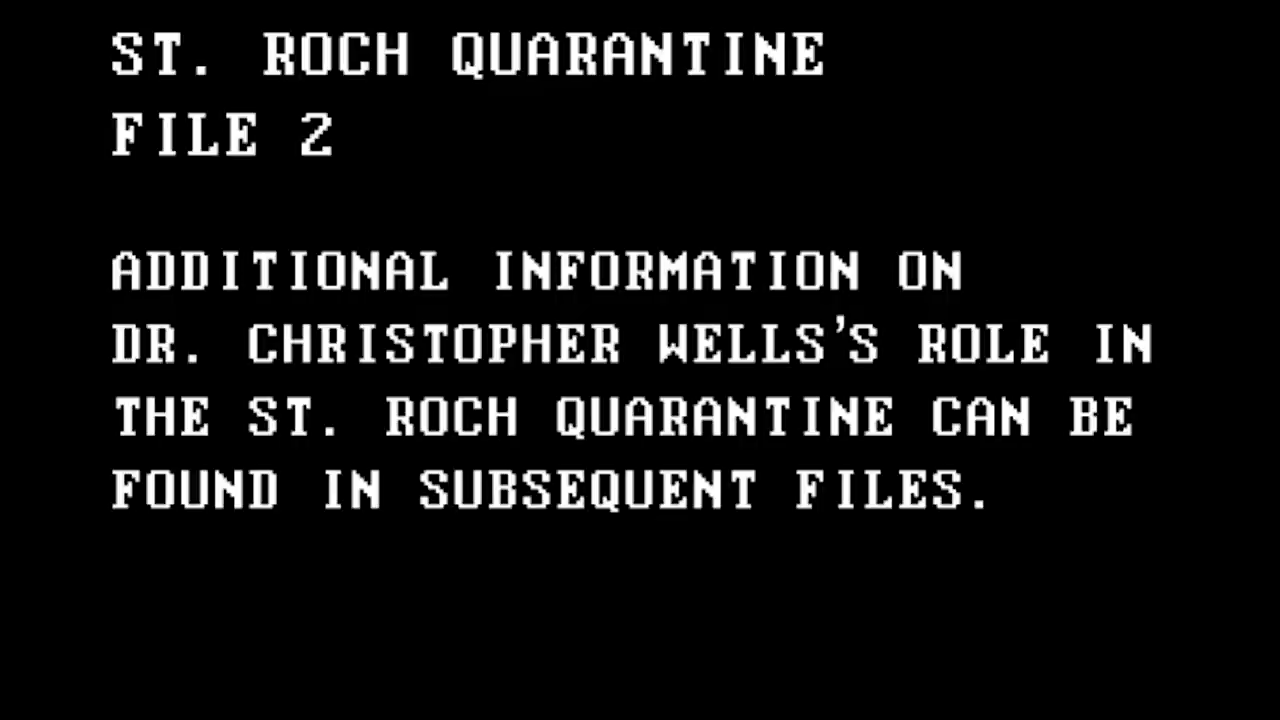 ST. ROCH QUARANTINE
FILE 2
ADDITIONAL INFORMATION ON
DR. CHRISTOPHER WELLS'S ROLE IN
THE ST. ROCH QUARANTINE CAN BE
FOUND IN SUBSEQUENT FILES.